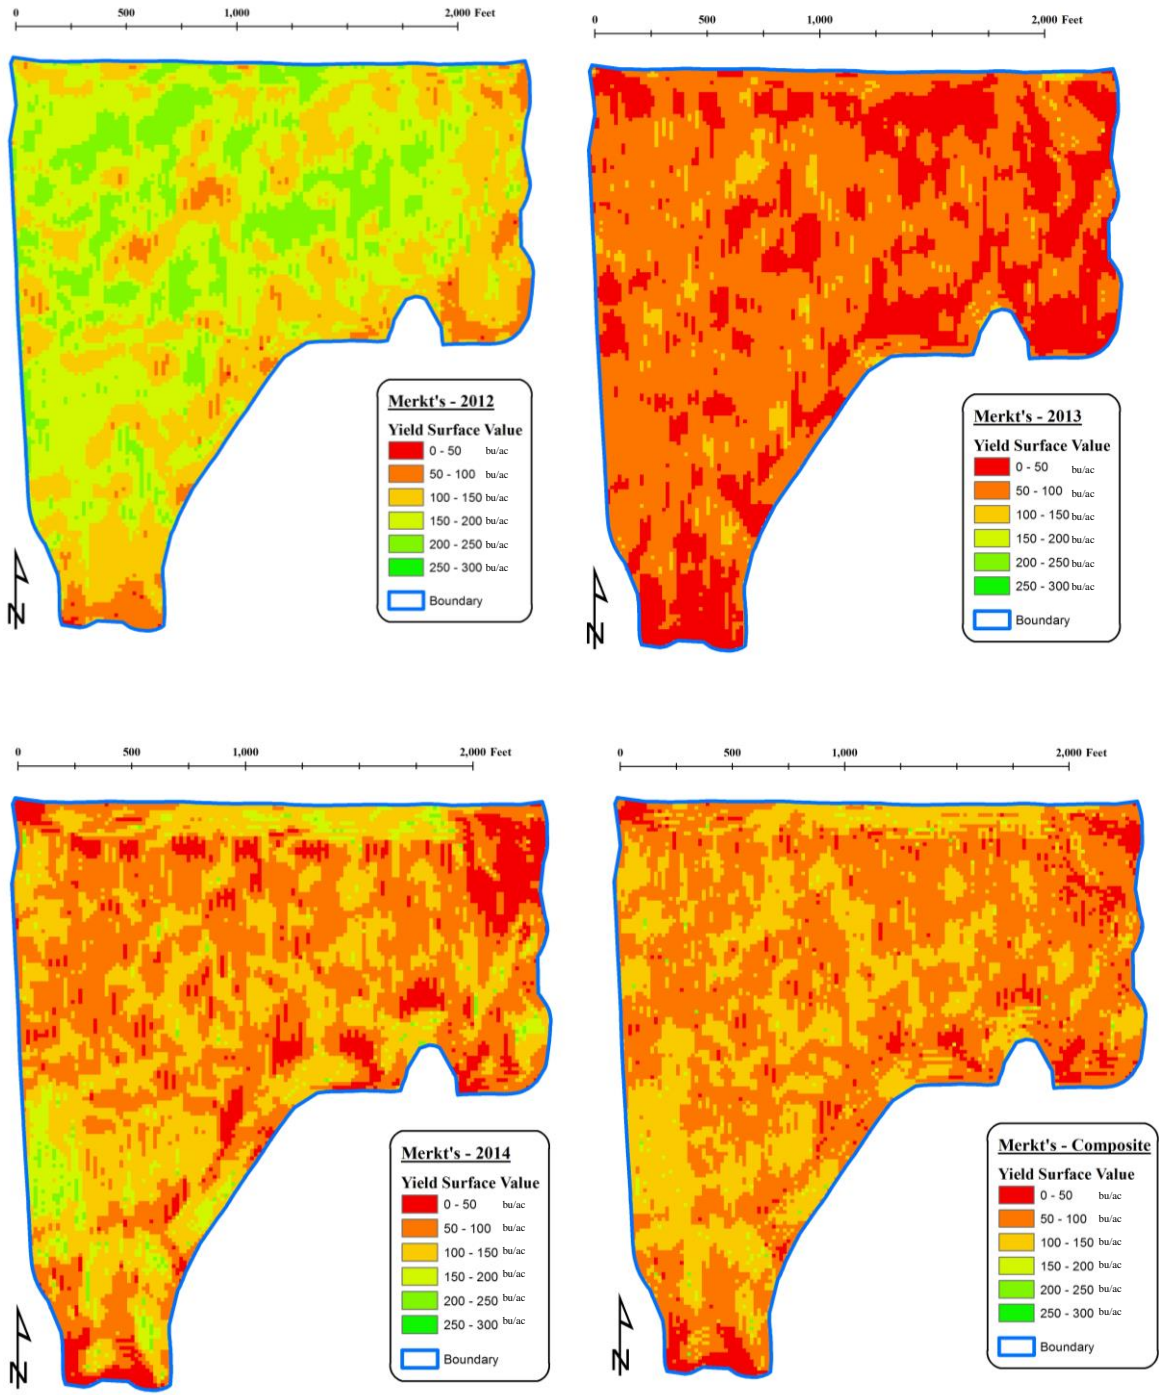 0 500 1,000 2,000 Feet
Merkt's - 2012
Yield Surface Value
0 - 50 bu/ac
50 - 100 bu/ac
100 - 150 bu/ac
150 - 200 bu/ac
200 - 250 bu/ac
250 - 300 bu/ac
Boundary
N
0 500 1,000 2,000 Feet
Merkt's - 2013
Yield Surface Value
0 - 50 bu/ac
50 - 100 bu/ac
100 - 150 bu/ac
150 - 200 bu/ac
200 - 250 bu/ac
250 - 300 bu/ac
Boundary
N
0 500 1,000 2,000 Feet
Merkt's - 2014
Yield Surface Value
0 - 50 bu/ac
50 - 100 bu/ac
100 - 150 bu/ac
150 - 200 bu/ac
200 - 250 bu/ac
250 - 300 bu/ac
Boundary
N
0 500 1,000 2,000 Feet
Merkt's - Composite
Yield Surface Value
0 - 50 bu/ac
50 - 100 bu/ac
100 - 150 bu/ac
150 - 200 bu/ac
200 - 250 bu/ac
250 - 300 bu/ac
Boundary
N